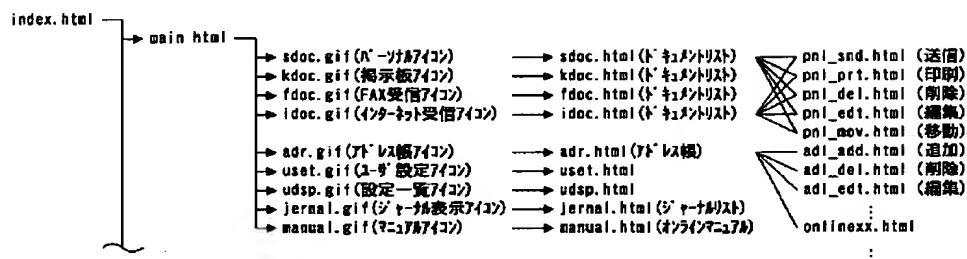 index.html
main html
sdoc.gif(ﾊﾟｰｿﾅﾙｱｲｺﾝ) sdoc.html(ﾄﾞｷｭﾒﾝﾄﾘｽﾄ) pnl_snd.html (送信)
kdoc.gif(掲示板ｱｲｺﾝ) kdoc.html(ﾄﾞｷｭﾒﾝﾄﾘｽﾄ) pnl_prt.html (印刷)
fdoc.gif(FAX受信ｱｲｺﾝ) fdoc.html(ﾄﾞｷｭﾒﾝﾄﾘｽﾄ) pnl_del.html (削除)
idoc.gif(ｲﾝﾀｰﾈｯﾄ受信ｱｲｺﾝ) idoc.html(ﾄﾞｷｭﾒﾝﾄﾘｽﾄ) pnl_edt.html (編集)
pnl_mov.html (移動)
adr.gif(ｱﾄﾞﾚｽ帳ｱｲｺﾝ) adr.html(ｱﾄﾞﾚｽ帳) adl_add.html (追加)
uset.gif(ﾕｰｻﾞ設定ｱｲｺﾝ) uset.html adl_del.html (削除)
udsp.gif(設定一覧ｱｲｺﾝ) udsp.html adl_edt.html (編集)
jernal.gif(ｼﾞｬｰﾅﾙ表示ｱｲｺﾝ) jernal.html(ｼﾞｬｰﾅﾙﾘｽﾄ)
manual.gif(ﾏﾆｭｱﾙｱｲｺﾝ) manual.html(ｵﾝﾗｲﾝﾏﾆｭｱﾙ) onlinexx.html